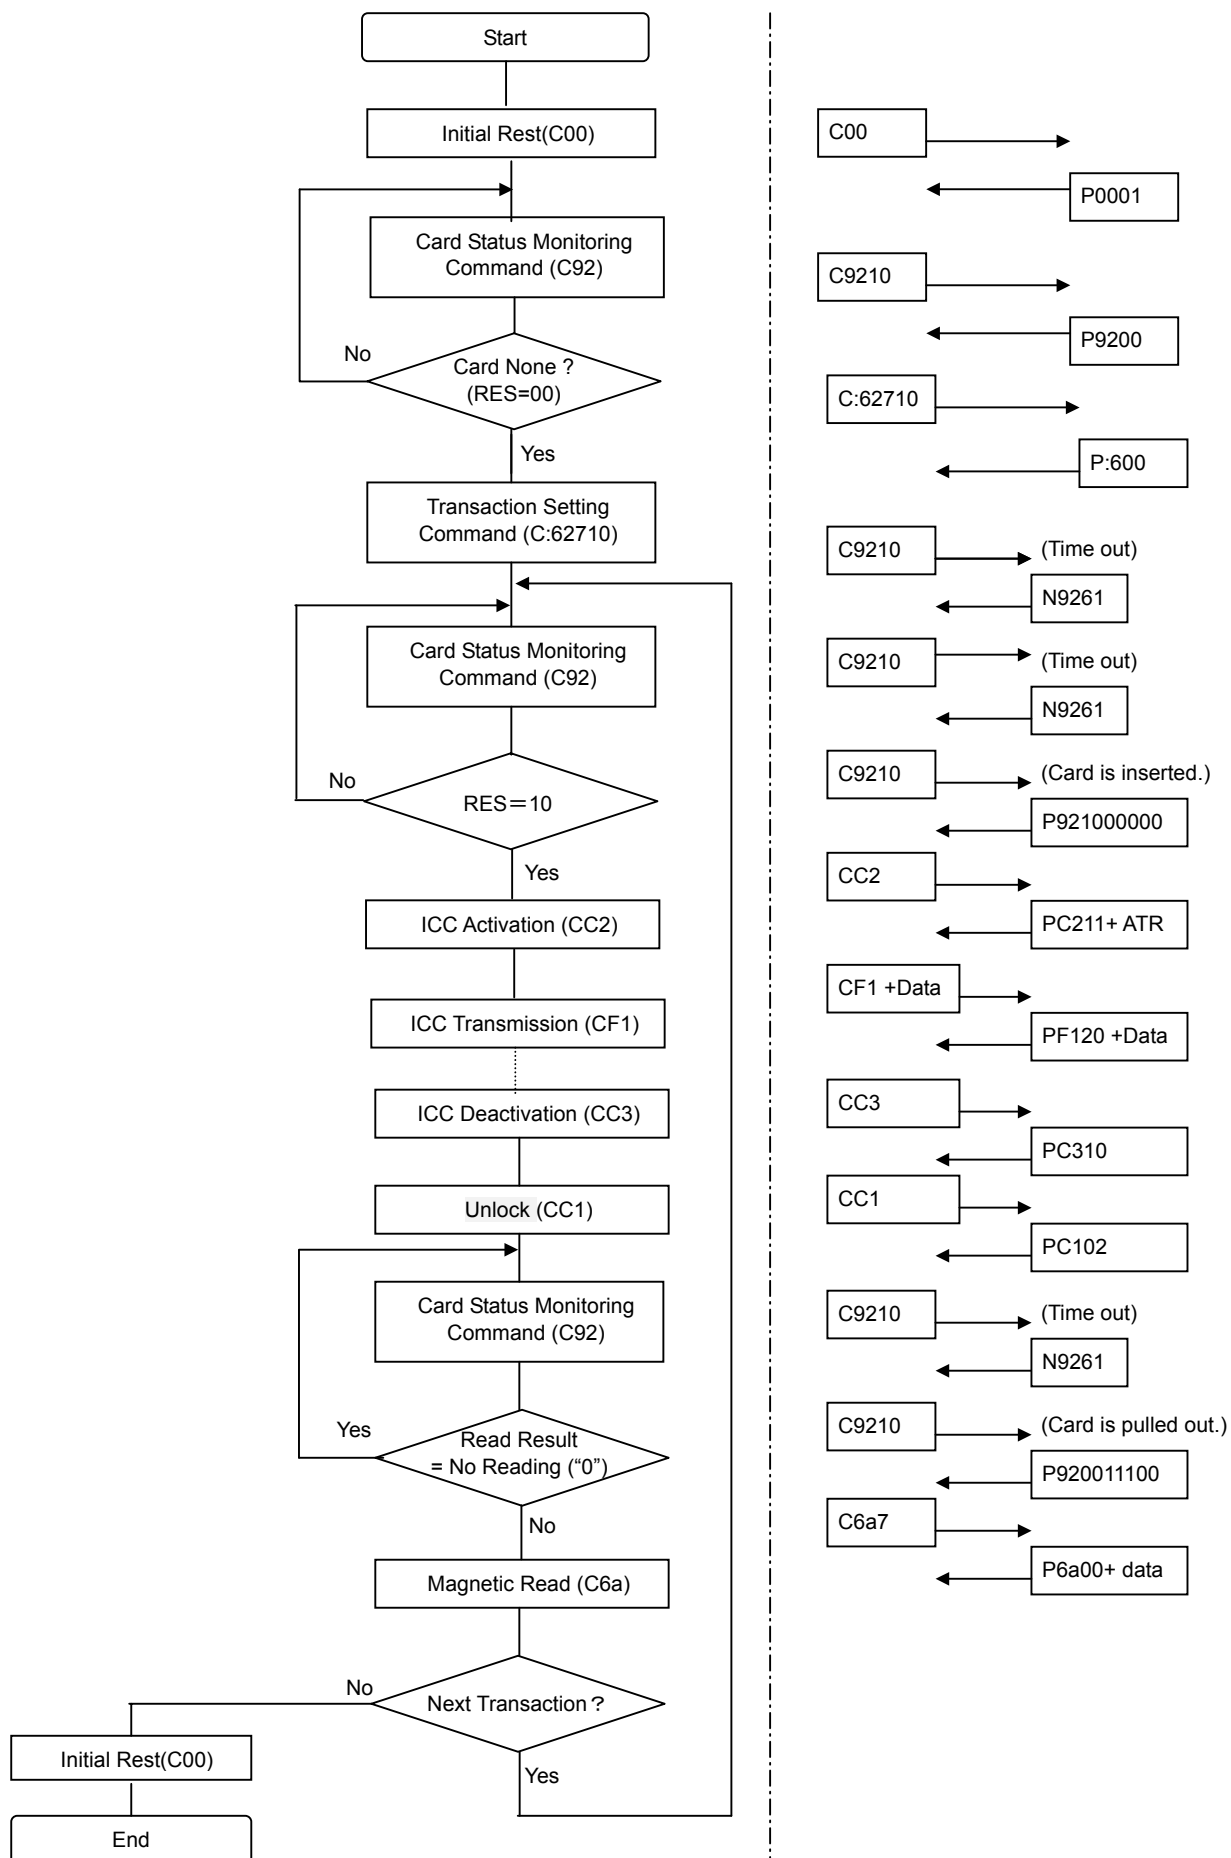 Start
Initial Rest(C00)
Card Status Monitoring
Command (C92)
No
Card None ?
(RES=00)
Yes
Transaction Setting
Command (C:62710)
Card Status Monitoring
Command (C92)
No
RES＝10
Yes
ICC Activation (CC2)
ICC Transmission (CF1)
ICC Deactivation (CC3)
Unlock (CC1)
Card Status Monitoring
Command (C92)
Yes
Read Result
= No Reading (“0”)
No
Magnetic Read (C6a)
No
Next Transaction？
Initial Rest(C00)
Yes
End
C00
P0001
C9210
P9200
C:62710
P:600
C9210
(Time out)
N9261
C9210
(Time out)
N9261
C9210
(Card is inserted.)
P921000000
CC2
PC211+ ATR
CF1 +Data
PF120 +Data
CC3
PC310
CC1
PC102
C9210
(Time out)
N9261
C9210
(Card is pulled out.)
P920011100
C6a7
P6a00+ data